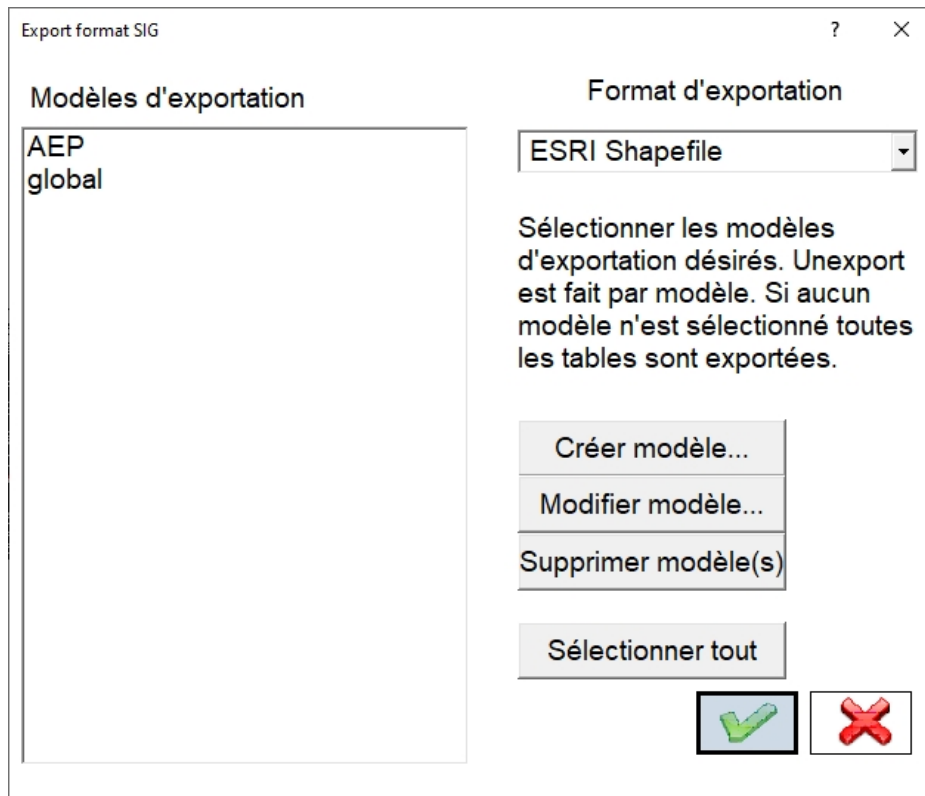 Export format SIG
?
Modèles d'exportation
AEP
global
Format d'exportation
ESRI Shapefile
Sélectionner les modèles
d'exportation désirés. Unexport
est fait par modèle. Si aucun
modèle n'est sélectionné toutes
les tables sont exportées.
Créer modèle...
Modifier modèle...
Supprimer modèle(s)
Sélectionner tout